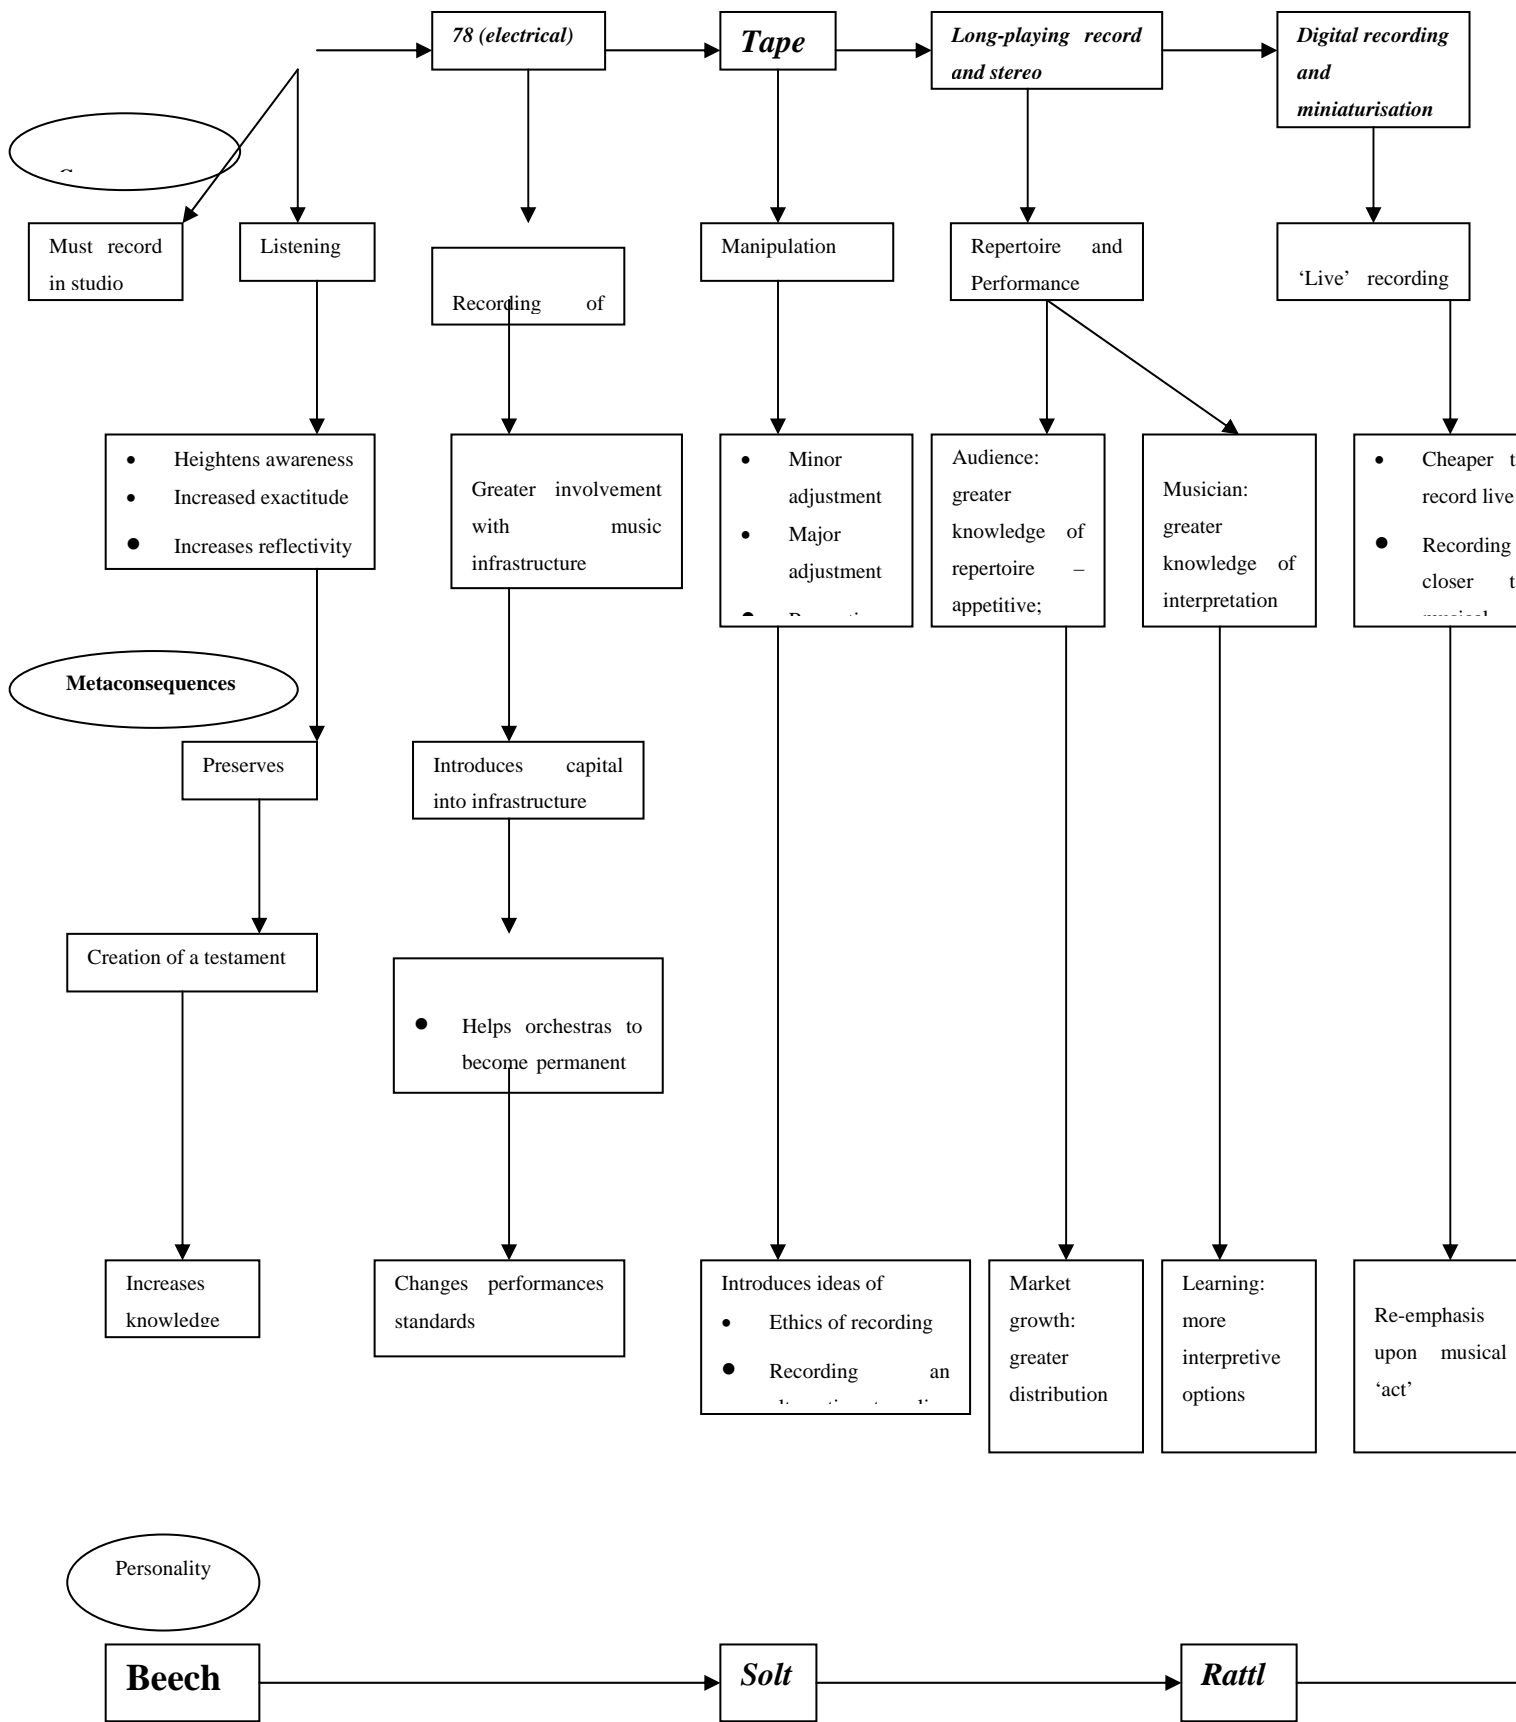 78 (electrical)
Tape
Long-playing record
and stereo
Digital recording
and
miniaturisation
Must record
in studio
Listening
Recording of
Manipulation
Repertoire and
Performance
‘Live’ recording
• Heightens awareness
• Increased exactitude
• Increases reflectivity
Greater involvement
with music
infrastructure
• Minor
adjustment
• Major
adjustment
•
Audience:
greater
knowledge of
repertoire –
appetitive;
Musician:
greater
knowledge of
interpretation
• Cheaper t
record live
• Recording
closer t
Metaconsequences
Preserves
Introduces capital
into infrastructure
Creation of a testament
• Helps orchestras to
become permanent
Increases
knowledge
Changes performances
standards
Introduces ideas of
• Ethics of recording
• Recording an
Market
growth:
greater
distribution
Learning:
more
interpretive
options
Re-emphasis
upon musical
‘act’
Personality
Beech
Solt
Rattl